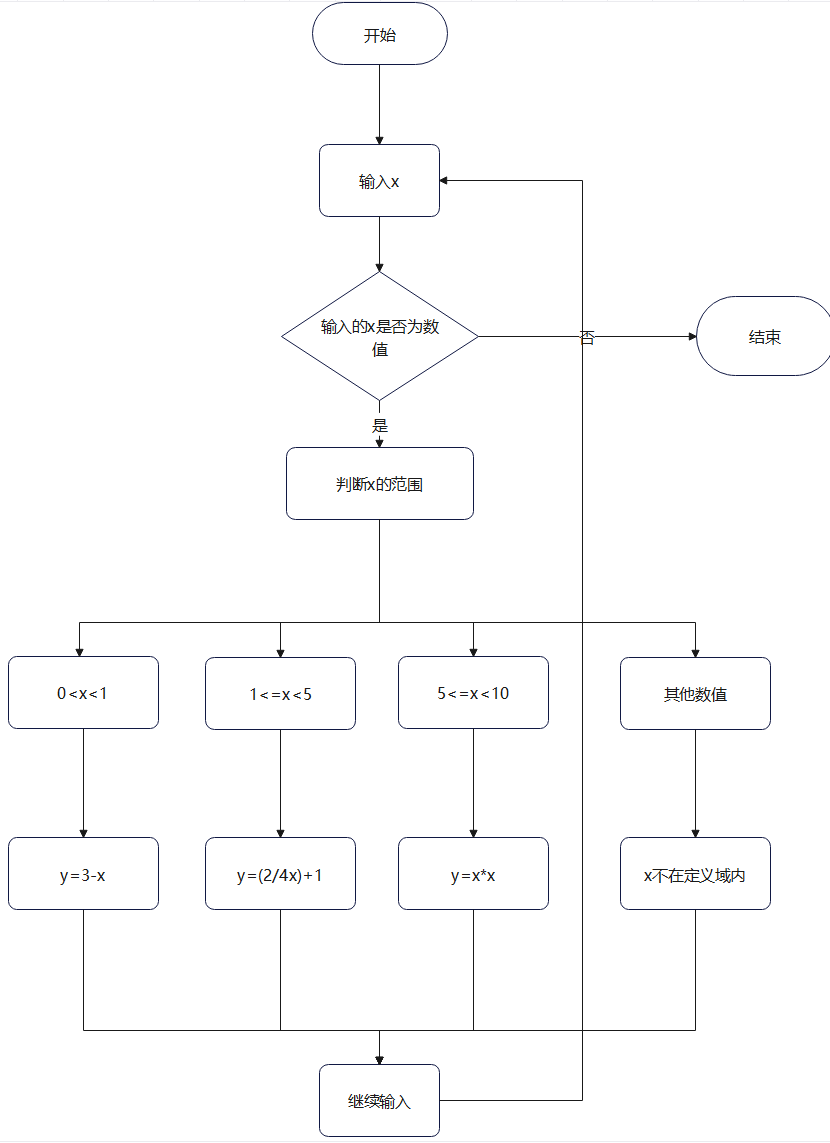 开始
输入x
输入的x是否为数
值
否
结束
是
判断x的范围
0<x<1
1<=x<5
5<=x<10
其他数值
y=3-x
y=(2/4x)+1
y=x*x
x不在定义域内
继续输入